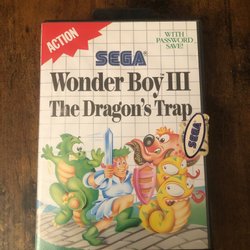 ACTION
WITH
PASSWORD
SAVE!
SEGA
Wonder Boy III
The Dragon's Trap
SEGA